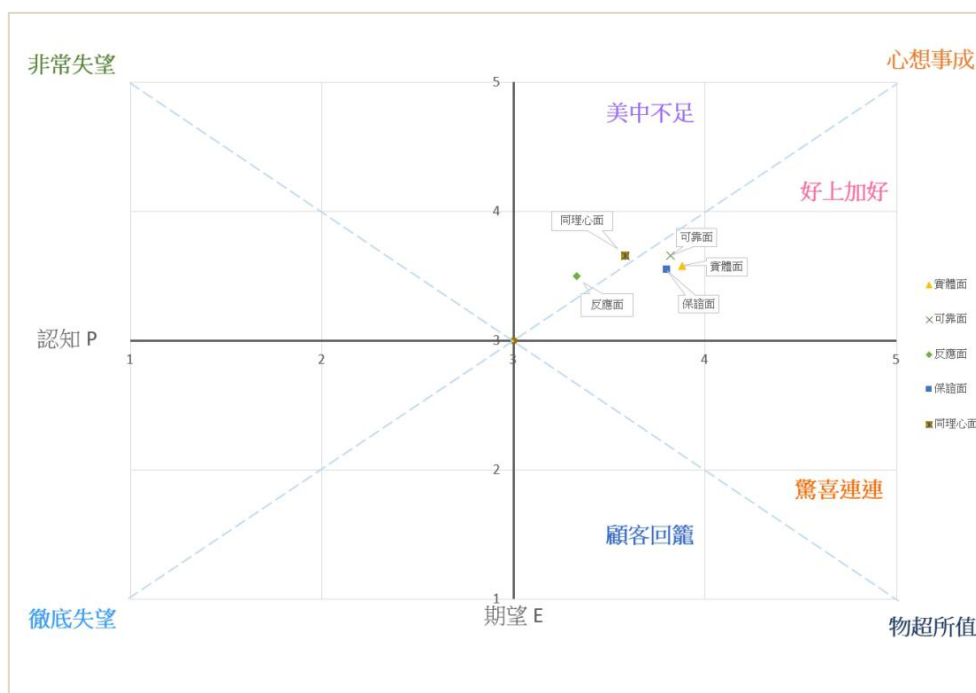 非常失望
心想事成
5
美中不足
好上加好
4
同理心面
可靠面
實體面
反應面
保證面
實體面
可靠面
反應面
保證面
同理心面
認知 P
3
1
2
3
4
5
2
驚喜連連
顧客回籠
1
徹底失望
期望 E
物超所值